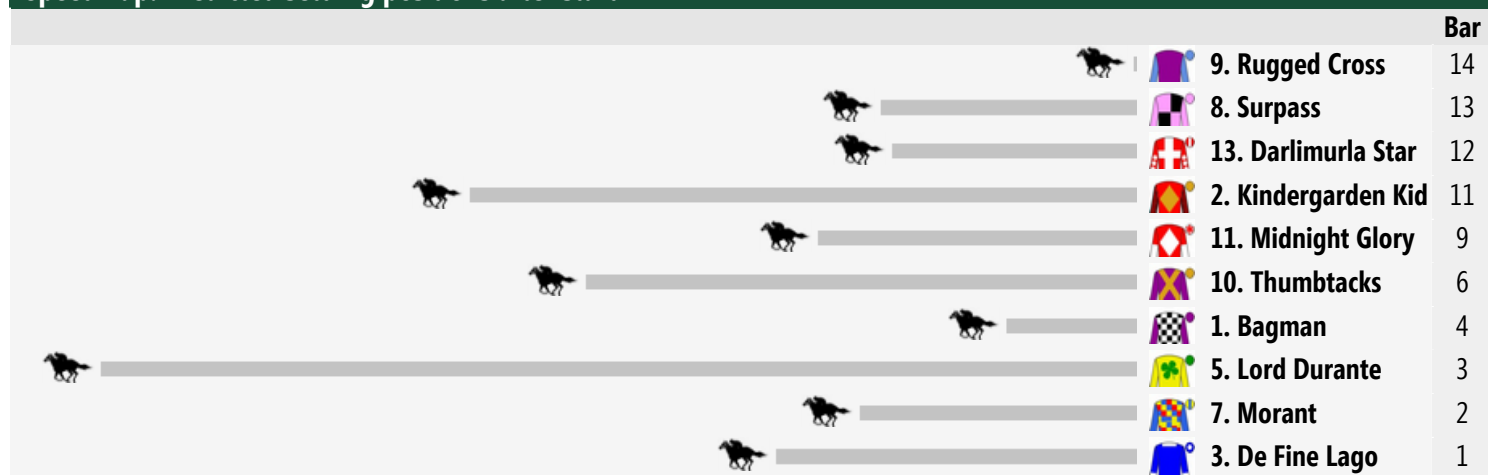 Bar
9. Rugged Cross 14
8. Surpass 13
13. Darlimurla Star 12
2. Kindergarden Kid 11
11. Midnight Glory 9
10. Thumbtacks 6
1. Bagman 4
5. Lord Durante 3
7. Morant 2
3. De Fine Lago 1